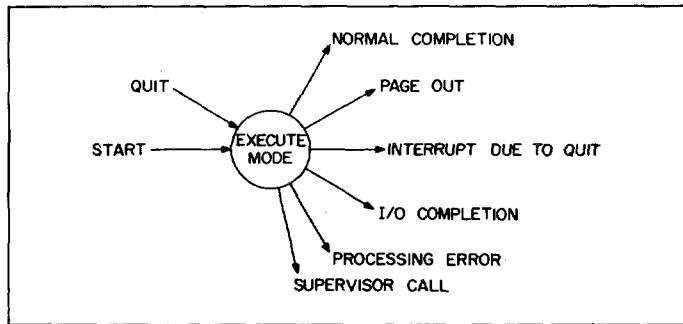 NORMAL COMPLETION
QUIT
PAGE OUT
START
EXECUTE
MODE
INTERRUPT DUE TO QUIT
I/O COMPLETION
PROCESSING ERROR
SUPERVISOR CALL